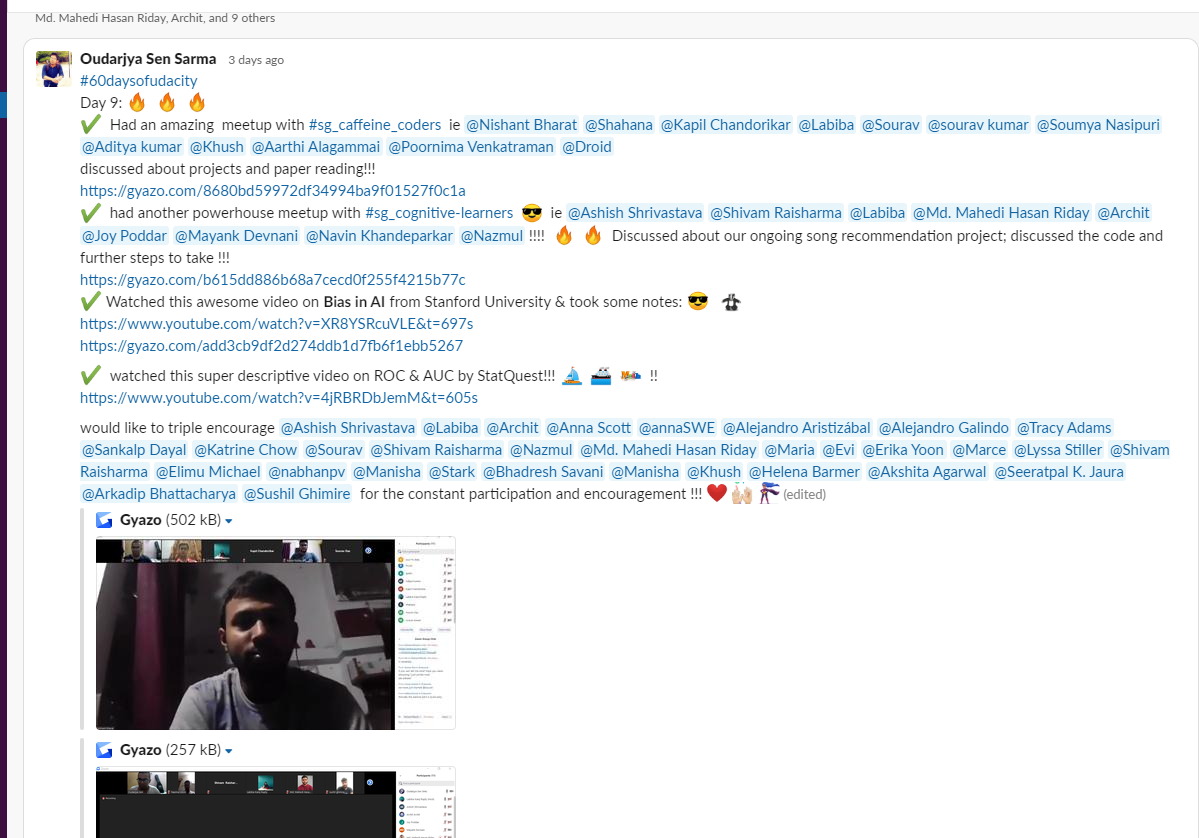 Md. Mahedi Hasan Riday, Archit, and 9 others
Oudarjya Sen Sarma 3 days ago
#60daysofudacity
Day 9:
Had an amazing meetup with #sg_caffeine_coders ie @Nishant Bharat @Shahana @Kapil Chandorikar @Labiba @Sourav @sourav kumar @Soumya Nasipuri
@Aditya kumar @Khush @Aarthi Alagammai @Poornima Venkatraman @Droid
discussed about projects and paper reading!!!
https://gyazo.com/8680bd59972df34994ba9f01527f0c1a
had another powerhouse meetup with #sg_cognitive-learners ie @Ashish Shrivastava @Shivam Raisharma @Labiba @Md. Mahedi Hasan Riday @Archit
@Joy Poddar @Mayank Devnani @Navin Khandeparkar @Nazmul !!!! Discussed about our ongoing song recommendation project; discussed the code and
further steps to take !!!
https://gyazo.com/b615dd886b68a7cecd0f255f4215b77c
Watched this awesome video on Bias in AI from Stanford University & took some notes:
https://www.youtube.com/watch?v=XR8YSRcuVLE&t=697s
https://gyazo.com/add3cb9df2d274ddb1d7fb6f1ebb5267
watched this super descriptive video on ROC & AUC by StatQuest!!! !!
https://www.youtube.com/watch?v=4jRBRDbJemM&t=605s
would like to triple encourage @Ashish Shrivastava @Labiba @Archit @Anna Scott @annaSWE @Alejandro Aristizábal @Alejandro Galindo @Tracy Adams
@Sankalp Dayal @Katrine Chow @Sourav @Shivam Raisharma @Nazmul @Md. Mahedi Hasan Riday @Maria @Evi @Erika Yoon @Marce @Lyssa Stiller @Shivam
Raisharma @Elimu Michael @nabhanpv @Manisha @Stark @Bhadresh Savani @Manisha @Khush @Helena Barmer @Akshita Agarwal @Seeratpal K. Jaura
@Arkadip Bhattacharya @Sushil Ghimire for the constant participation and encouragement !!! (edited)
Gyazo (502 kB)
Gyazo (257 kB)